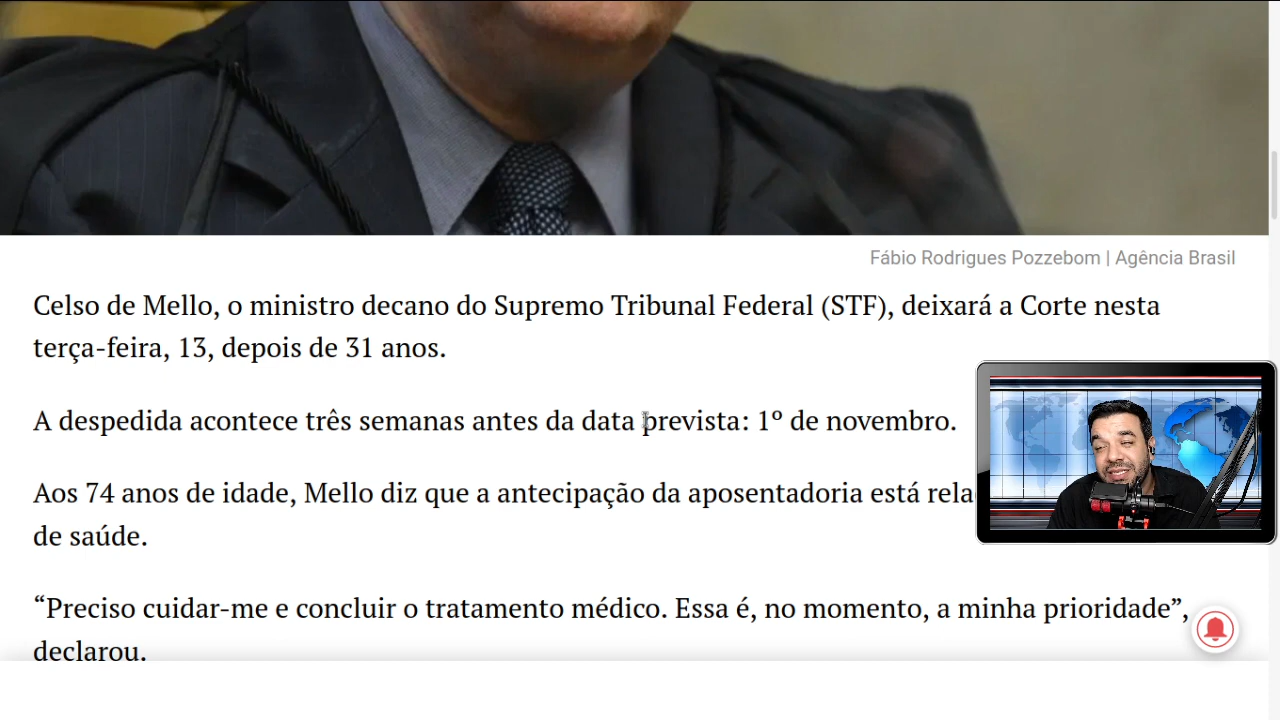 Fábio Rodrigues Pozzebom | Agência Brasil
Celso de Mello, o ministro decano do Supremo Tribunal Federal (STF), deixará a Corte nesta
terça-feira, 13, depois de 31 anos.
A despedida acontece três semanas antes da data prevista: 1º de novembro.
Aos 74 anos de idade, Mello diz que a antecipação da aposentadoria está
de saúde.
“Preciso cuidar-me e concluir o tratamento médico. Essa é, no momento, a minha prioridade”,
declarou.